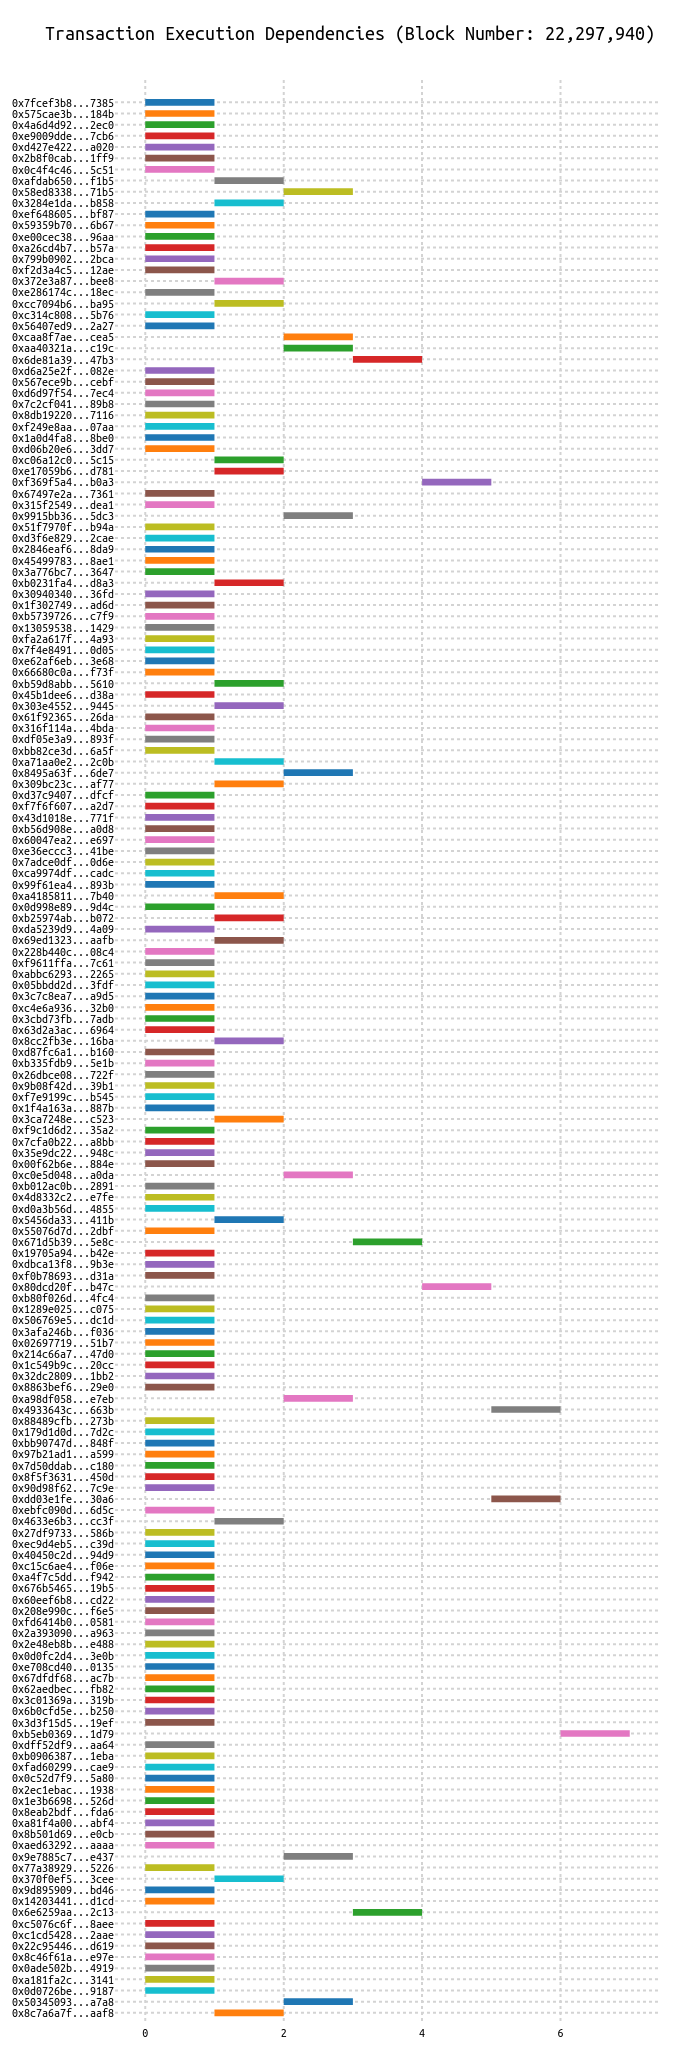 Transaction Execution Dependencies (Block Number: 22,297,940)
0x7fcef3b8...7385
0x575cae3b...184b
0x4a6d4d92...2ec0
0xe9009dde...7cb6
0xd427e422...a020
0x2b8f0cab...1ff9
0x0c4f4c46...5c51
0xafdab650...f1b5
0x58ed8338...71b5
0x3284e1da...b858
0xef648605...bf87
0x59359b70...6b67
0xe00cec38...96aa
0xa26cd4b7...b57a
0x799b0902...2bca
0xf2d3a4c5...12ae
0x372e3a87...bee8
0xe286174c...18ec
0xcc7094b6...ba95
0xc314c808...5b76
0x56407ed9...2a27
0xcaa8f7ae...cea5
0xaa40321a...c19c
0x6de81a39...47b3
0xd6a25e2f...082e
0x567ece9b...cebf
0xd6d97f54...7ec4
0x7c2cf041...89b8
0x8db19220...7116
0xf249e8aa...07aa
0x1a0d4fa8...8be0
0xd06b20e6...3dd7
0xc06a12c0...5c15
0xe17059b6...d781
0xf369f5a4...b0a3
0x67497e2a...7361
0x315f2549...dea1
0x9915bb36...5dc3
0x51f7970f...b94a
0xd3f6e829...2cae
0x2846eaf6...8da9
0x45499783...8ae1
0x3a776bc7...3647
0xb0231fa4...d8a3
0x30940340...36fd
0x1f302749...ad6d
0xb5739726...c7f9
0x13059538...1429
0xfa2a617f...4a93
0x7f4e8491...0d05
0xe62af6eb...3e68
0x66680c0a...f73f
0xb59d8abb...5610
0x45b1dee6...d38a
0x303e4552...9445
0x61f92365...26da
0x316f114a...4bda
0xdf05e3a9...893f
0xbb82ce3d...6a5f
0xa71aa0e2...2c0b
0x8495a63f...6de7
0x309bc23c...af77
0xd37c9407...dfcf
0xf7f6f607...a2d7
0x43d1018e...771f
0xb56d908e...a0d8
0x60047ea2...e697
0xe36eccc3...41be
0x7adce0df...0d6e
0xca9974df...cadc
0x99f61ea4...893b
0xa4185811...7b40
0x0d998e89...9d4c
0xb25974ab...b072
0xda5239d9...4a09
0x69ed1323...aafb
0x228b440c...08c4
0xf9611ffa...7c61
0xabbc6293...2265
0x05bbdd2d...3fdf
0x3c7c8ea7...a9d5
0xc4e6a936...32b0
0x3cbd73fb...7adb
0x63d2a3ac...6964
0x8cc2fb3e...16ba
0xd87fc6a1...b160
0xb335fdb9...5e1b
0x26dbce08...722f
0x9b08f42d...39b1
0xf7e9199c...b545
0x1f4a163a...887b
0x3ca7248e...c523
0xf9c1d6d2...35a2
0x7cfa0b22...a8bb
0x35e9dc22...948c
0x00f62b6e...884e
0xc0e5d048...a0da
0xb012ac0b...2891
0x4d8332c2...e7fe
0xd0a3b56d...4855
0x5456da33...411b
0x55076d7d...2dbf
0x671d5b39...5e8c
0x19705a94...b42e
0xdbca13f8...9b3e
0xf0b78693...d31a
0x80dcd20f...b47c
0xb80f026d...4fc4
0x1289e025...c075
0x506769e5...dc1d
0x3afa246b...f036
0x02697719...51b7
0x214c66a7...47d0
0x1c549b9c...20cc
0x32dc2809...1bb2
0x8863bef6...29e0
0xa98df058...e7eb
0x4933643c...663b
0x88489cfb...273b
0x179d1d0d...7d2c
0xbb90747d...848f
0x97b21ad1...a599
0x7d50ddab...c180
0x8f5f3631...450d
0x90d98f62...7c9e
0xdd03e1fe...30a6
0xebfc090d...6d5c
0x4633e6b3...cc3f
0x27df9733...586b
0xec9d4eb5...c39d
0x40450c2d...94d9
0xc15c6ae4...f06e
0xa4f7c5dd...f942
0x676b5465...19b5
0x60eef6b8...cd22
0x208e990c...f6e5
0xfd6414b0...0581
0x2a393090...a963
0x2e48eb8b...e488
0x0d0fc2d4...3e0b
0xe708cd40...0135
0x67dfdf68...ac7b
0x62aedbec...fb82
0x3c01369a...319b
0x6b0cfd5e...b250
0x3d3f15d5...19ef
0xb5eb0369...1d79
0xdff52df9...aa64
0xb0906387...1eba
0xfad60299...cae9
0x0c52d7f9...5a80
0x2ec1ebac...1938
0x1e3b6698...526d
0x8eab2bdf...fda6
0xa81f4a00...abf4
0x8b501d69...e0cb
0xaed63292...aaaa
0x9e7885c7...e437
0x77a38929...5226
0x370f0ef5...3cee
0x9d895909...bd46
0x14203441...d1cd
0x6e6259aa...2c13
0xc5076c6f...8aee
0xc1cd5428...2aae
0x22c95446...d619
0x8c46f61a...e97e
0x0ade502b...4919
0xa181fa2c...3141
0x0d0726be...9187
0x50345093...a7a8
0x8c7a6a7f...aaf8
0 2 4 6